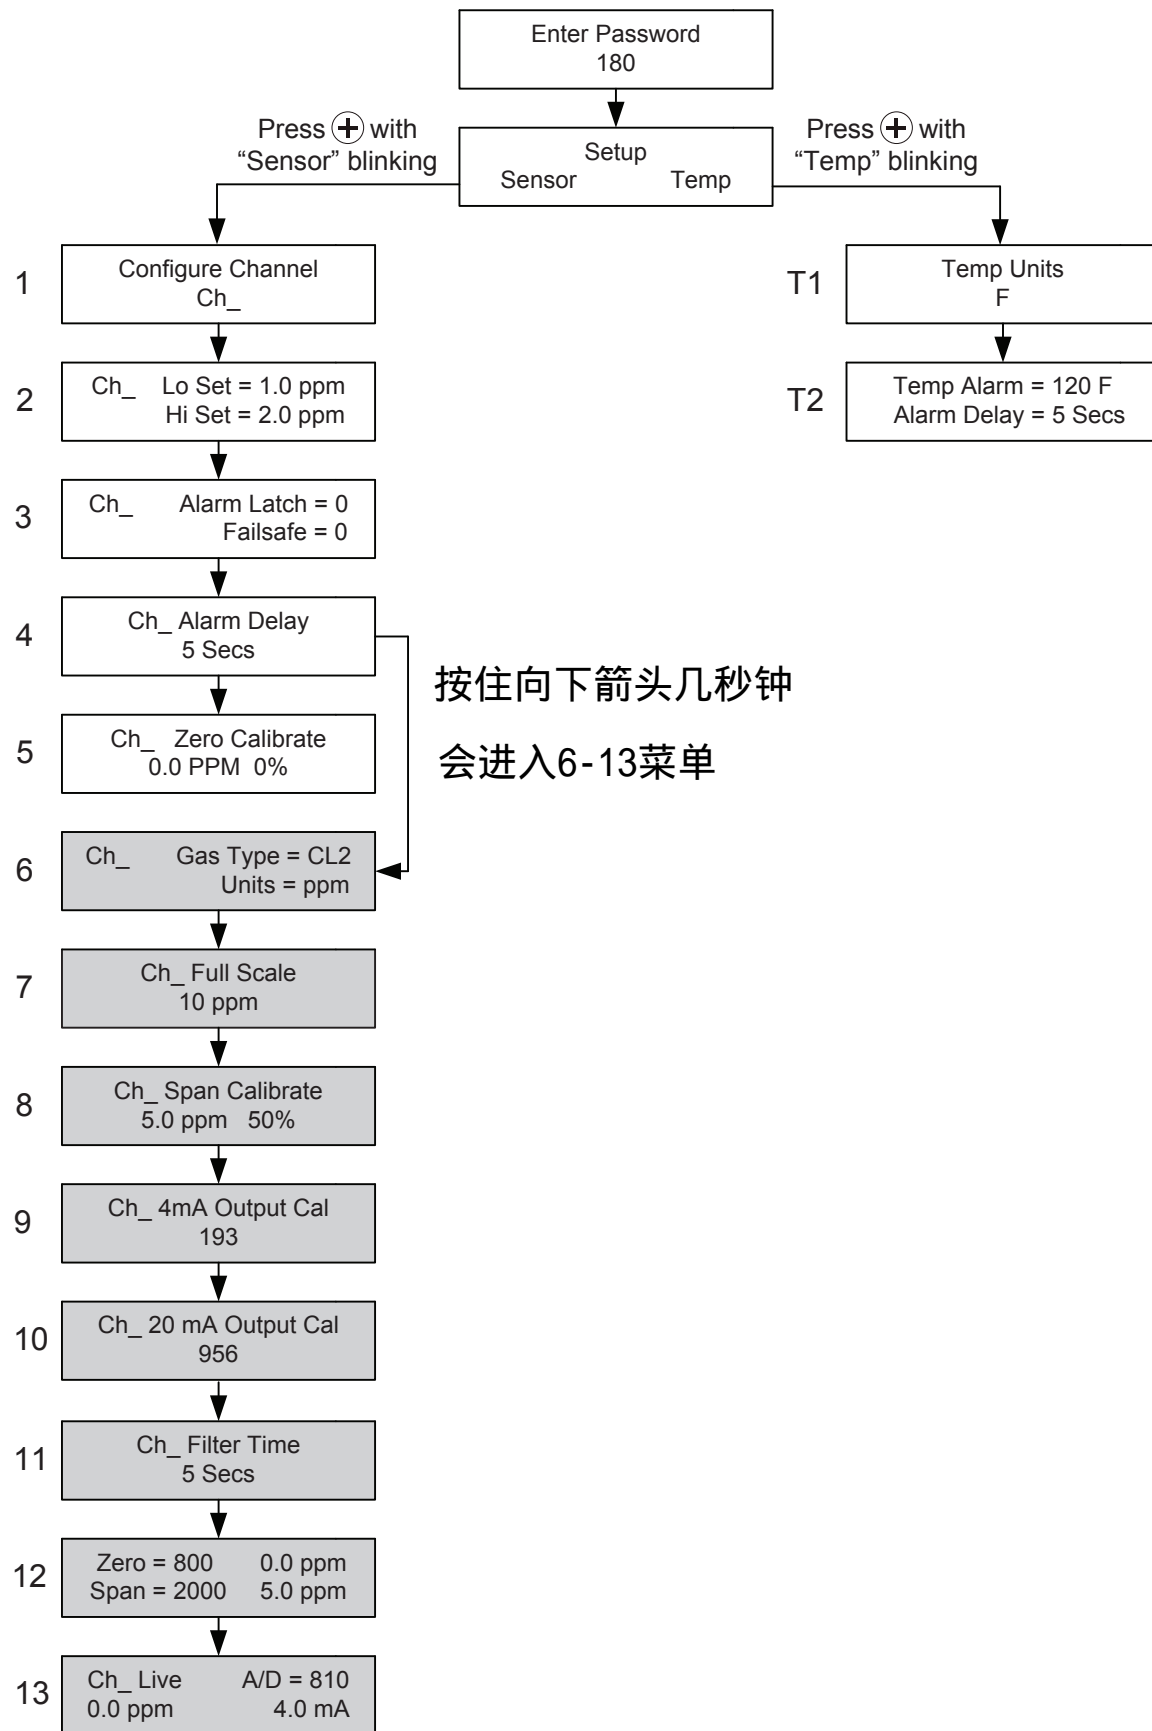 Enter Password
180
Press + with
“Sensor” blinking
Setup
Sensor Temp
Press + with
“Temp” blinking
1
Configure Channel
Ch_
T1
Temp Units
F
2
Ch_ Lo Set = 1.0 ppm
Hi Set = 2.0 ppm
T2
Temp Alarm = 120 F
Alarm Delay = 5 Secs
3
Ch_ Alarm Latch = 0
Failsafe = 0
4
Ch_ Alarm Delay
5 Secs
按住向下箭头几秒钟
会进入6-13菜单
5
Ch_ Zero Calibrate
0.0 PPM 0%
6
Ch_ Gas Type = CL2
Units = ppm
7
Ch_ Full Scale
10 ppm
8
Ch_ Span Calibrate
5.0 ppm 50%
9
Ch_ 4mA Output Cal
193
10
Ch_ 20 mA Output Cal
956
11
Ch_ Filter Time
5 Secs
12
Zero = 800 0.0 ppm
Span = 2000 5.0 ppm
13
Ch_ Live A/D = 810
0.0 ppm 4.0 mA